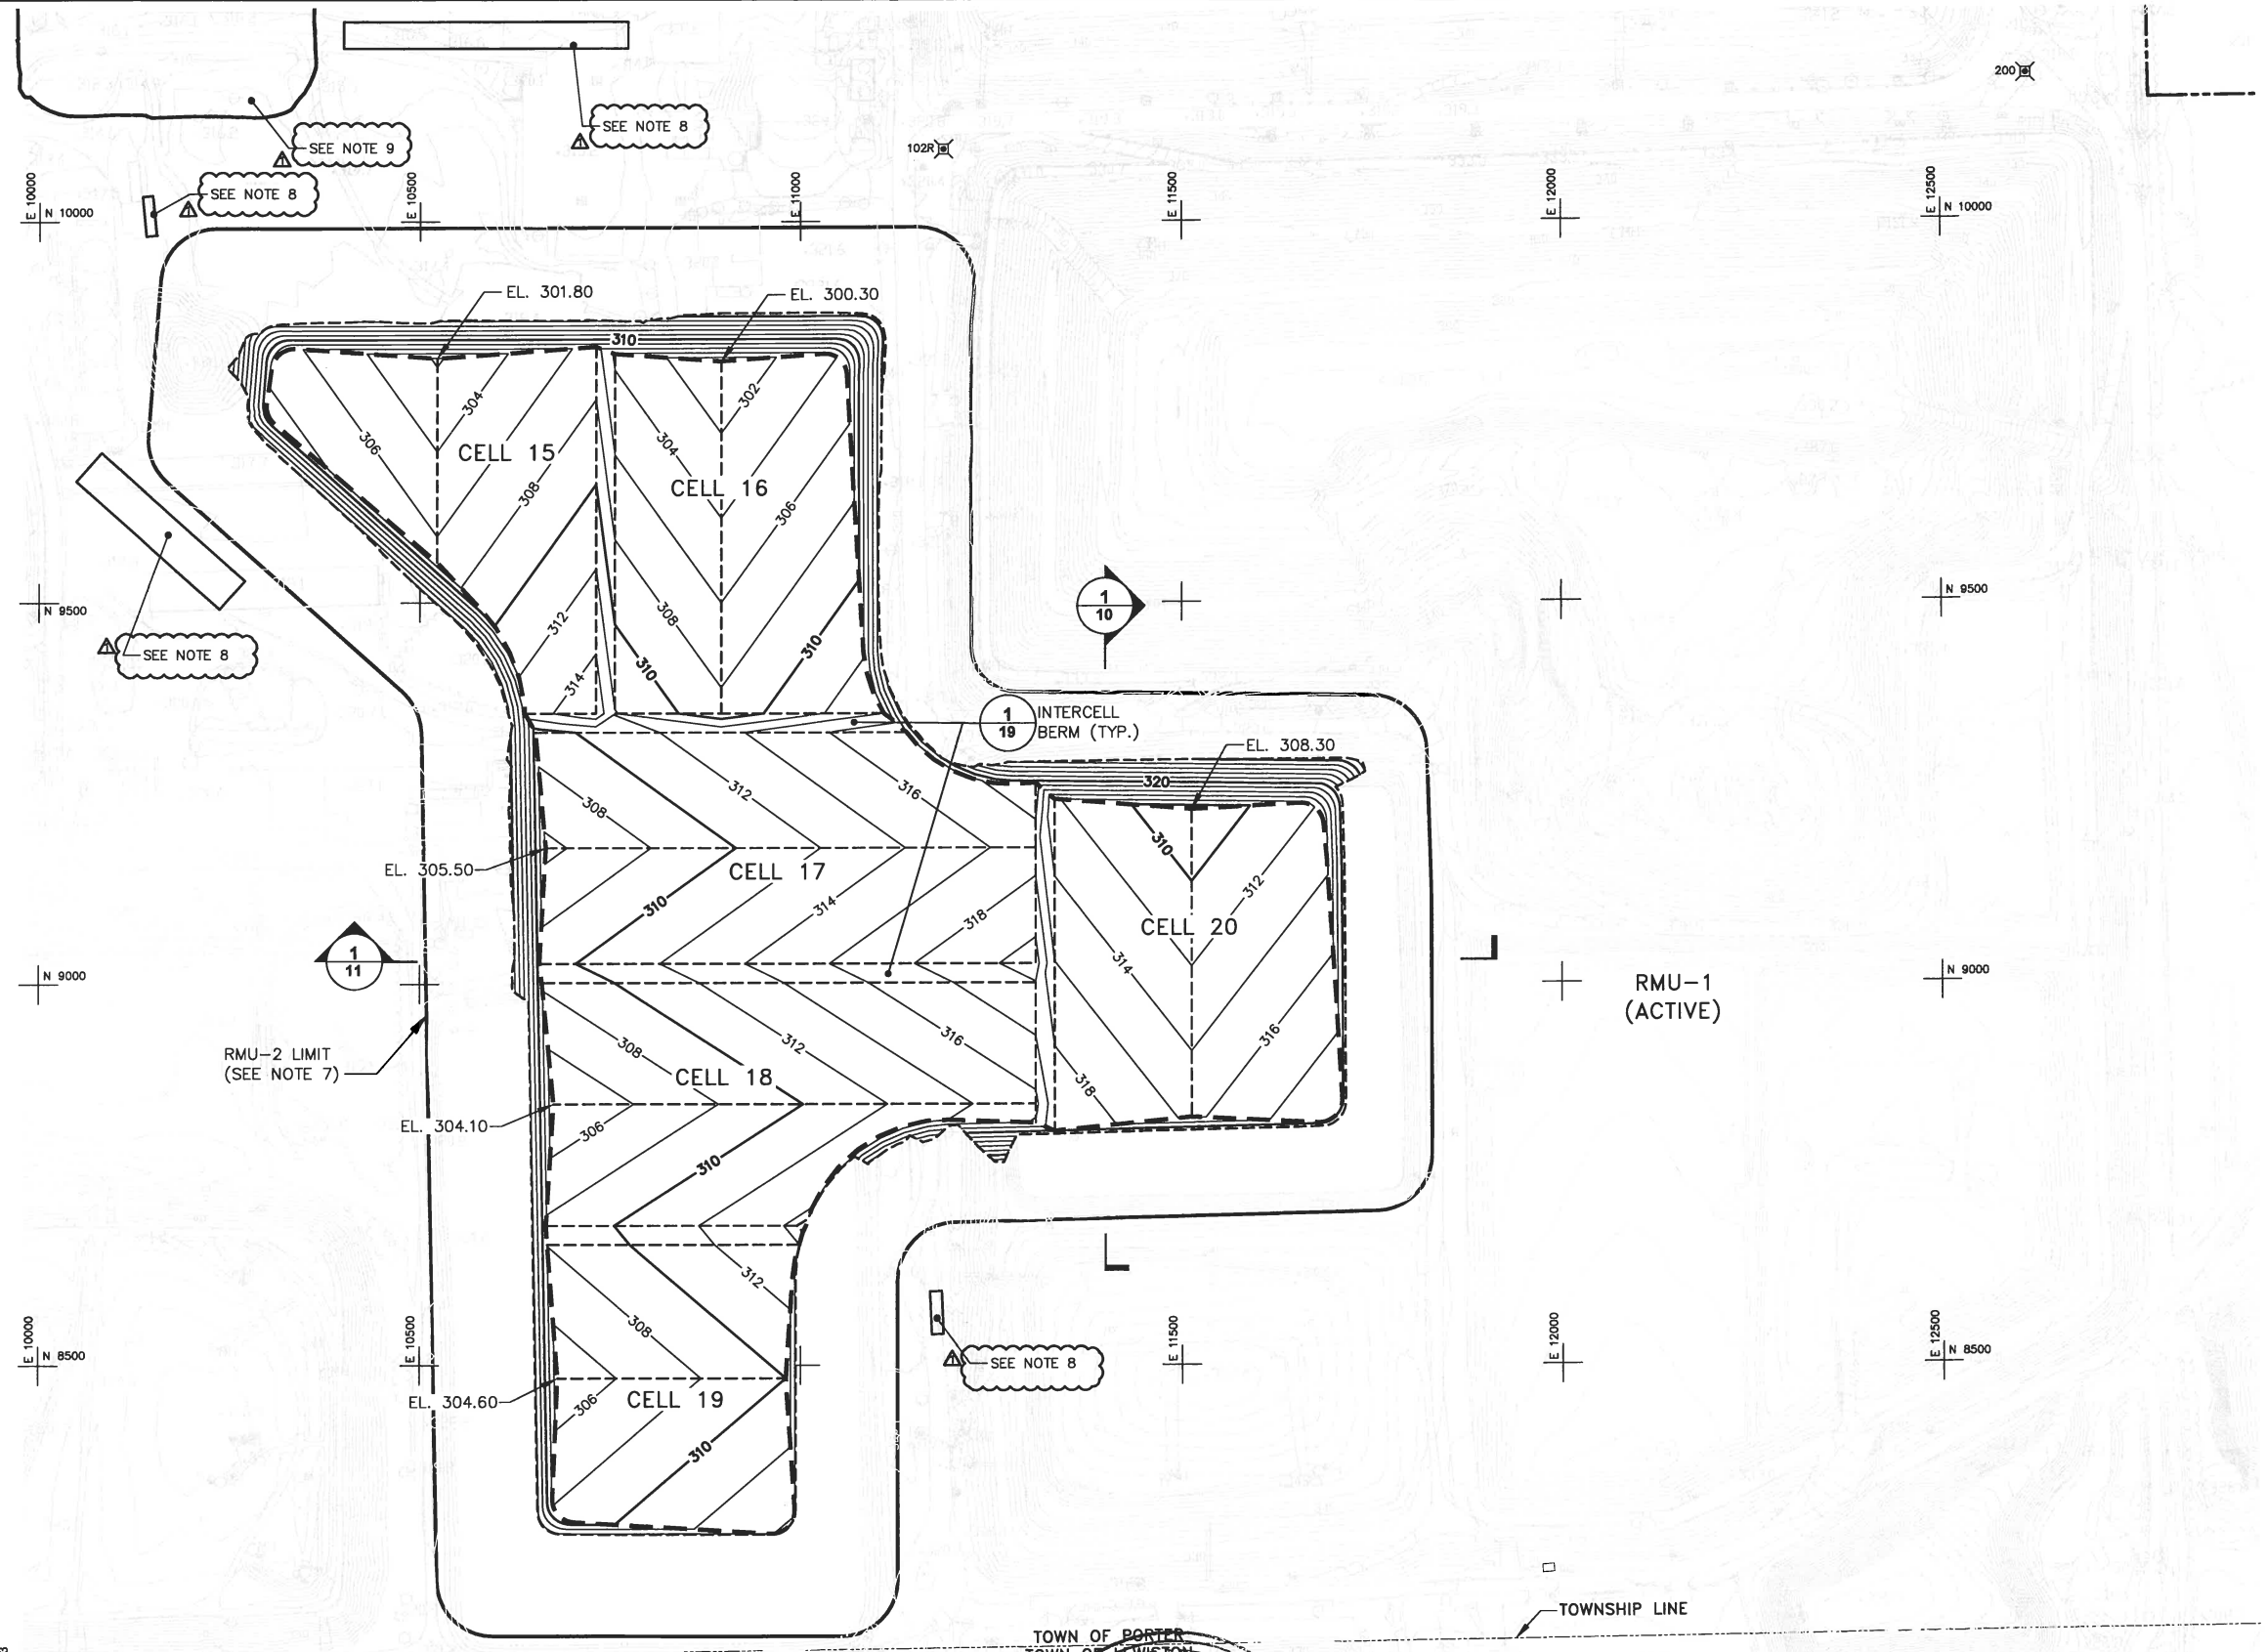 200
SEE NOTE 8
SEE NOTE 9
102R
SEE NOTE 8
E 10000
N 10000
E 10500
E 11000
E 11500
E 12000
E 12500
N 10000
EL. 301.80
EL. 300.30
310
304
302
306
304
CELL 15
CELL 16
308
306
N 9500
1
10
N 9500
312
308
310
310
SEE NOTE 8
314
1
19
INTERCELL
BERM (TYP.)
EL. 308.30
320
308
312
316
310
EL. 305.50
CELL 17
310
314
318
312
CELL 20
314
1
11
N 9000
N 9000
RMU-1
(ACTIVE)
RMU-2 LIMIT
(SEE NOTE 7)
308
312
316
316
CELL 18
318
EL. 304.10
306
310
312
308
E 10000
N 8500
E 10500
SEE NOTE 8
E 11500
E 12000
E 12500
N 8500
EL. 304.60
306
CELL 19
310
TOWNSHIP LINE
TOWN OF PORTER
TOWN OF LEWISTON